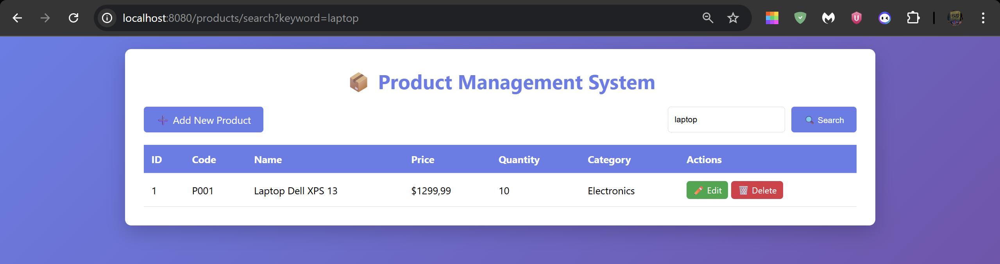 localhost:8080/products/search?keyword=laptop
Product Management System
Add New Product
laptop
Search
ID Code Name Price Quantity Category Actions
1 P001 Laptop Dell XPS 13 $1299,99 10 Electronics Edit Delete